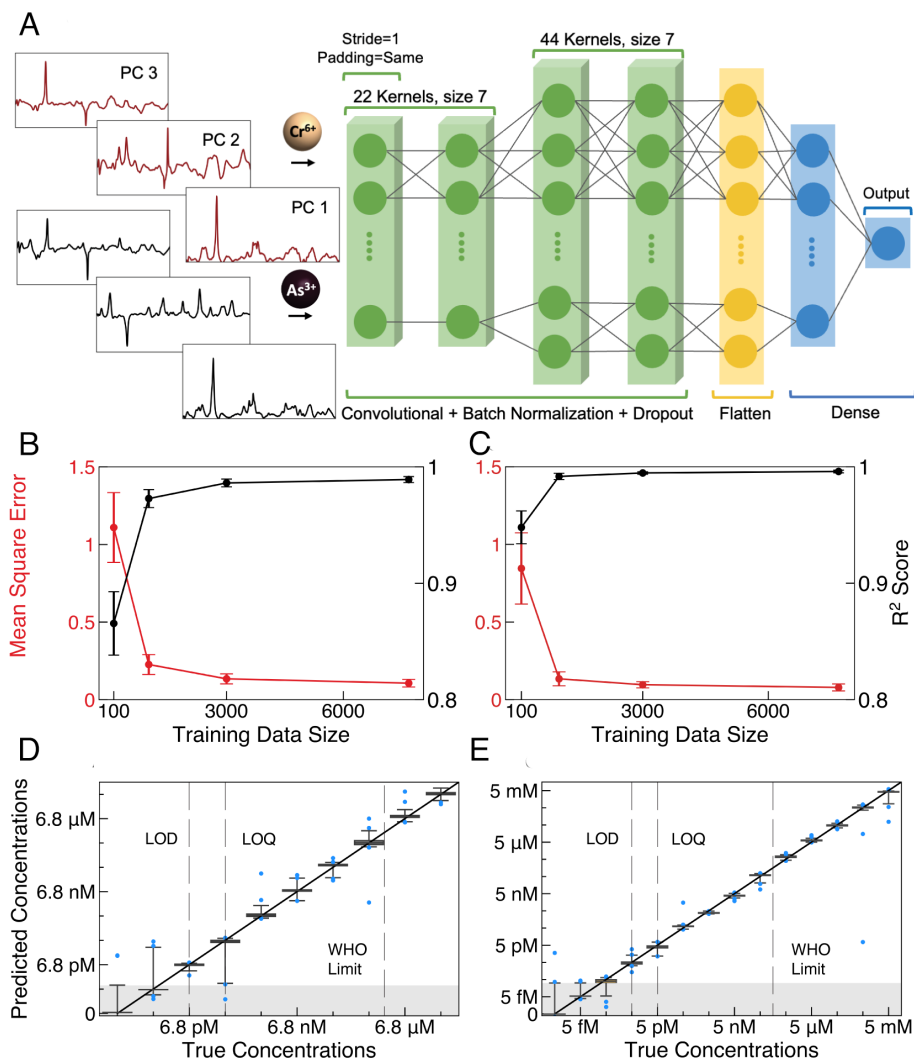 A
Stride=1
Padding=Same
44 Kernels, size 7
22 Kernels, size 7
PC 3
PC 2
PC 1
Cr6+
As3+
Output
Convolutional + Batch Normalization + Dropout
Flatten
Dense
B
Mean Square Error
1.5
1
0.5
0
1
0.9
0.8
100
3000
6000
Training Data Size
C
1.5
1
0.5
0
1
0.9
0.8
R2 Score
100
3000
6000
Training Data Size
D
Predicted Concentrations
6.8 μM
6.8 nM
6.8 pM
0
LOD
LOQ
WHO
Limit
0
6.8 pM
6.8 nM
6.8 μM
True Concentrations
E
5 mM
5 μM
5 nM
5 pM
5 fM
0
LOD
LOQ
WHO
Limit
0
5 fM
5 pM
5 nM
5 μM
5 mM
True Concentrations